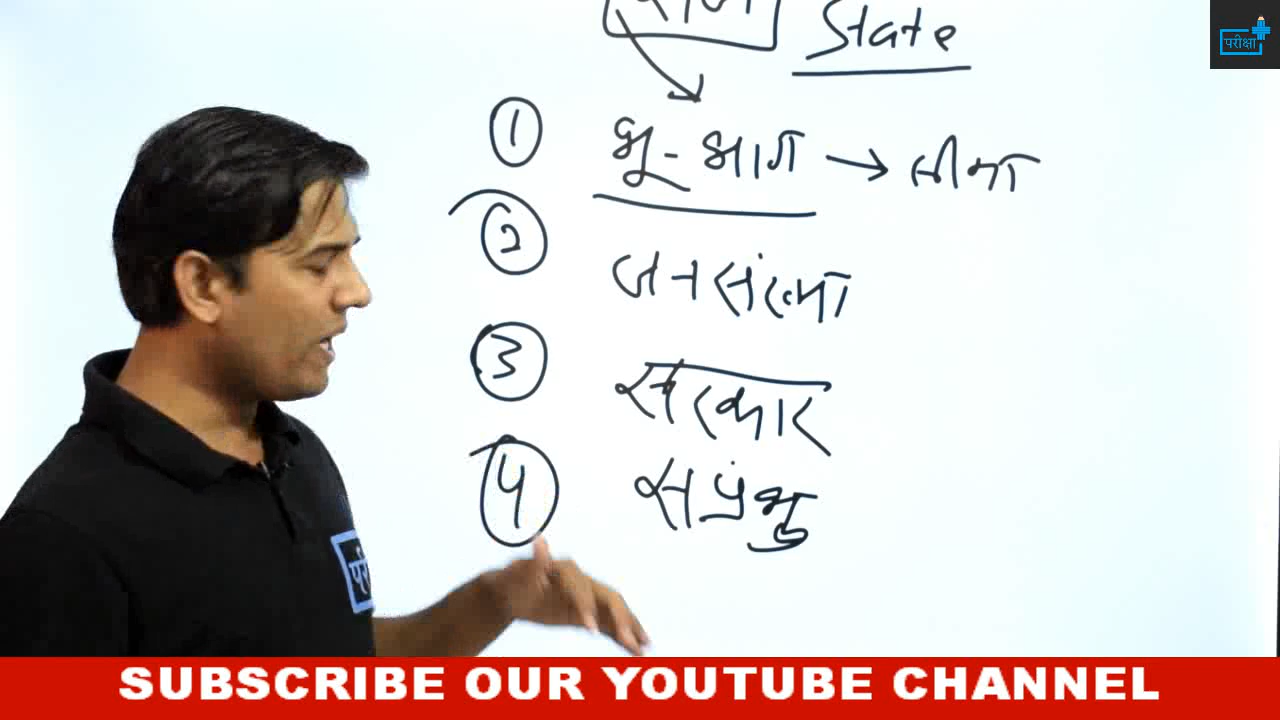 परीक्षा
State
1 भू-भाग → सीमा
2 जनसंख्या
3 सरकार
4 संप्रभु
SUBSCRIBE OUR YOUTUBE CHANNEL